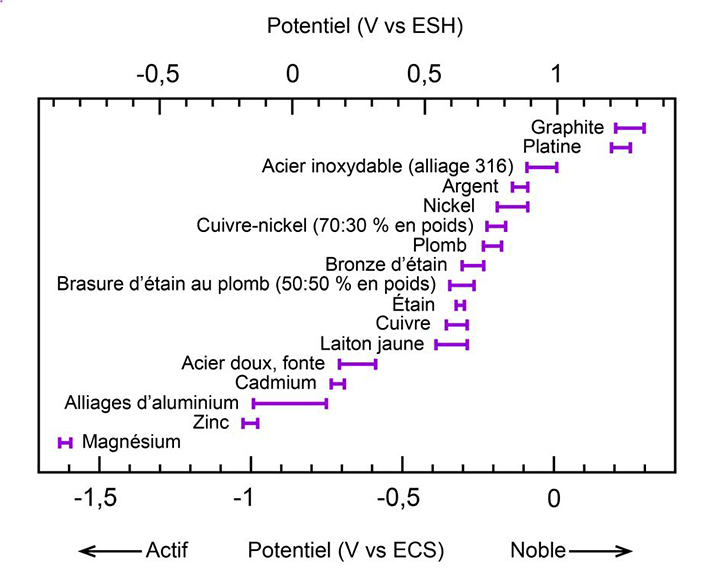 Potentiel (V vs ESH)
-0,5 0 0,5 1
Graphite
Platine
Acier inoxydable (alliage 316)
Argent
Nickel
Cuivre-nickel (70:30 % en poids)
Plomb
Bronze d’étain
Brasure d’étain au plomb (50:50 % en poids)
Étain
Cuivre
Laiton jaune
Acier doux, fonte
Cadmium
Alliages d’aluminium
Zinc
Magnésium
-1,5 -1 -0,5 0
Actif Potentiel (V vs ECS) Noble